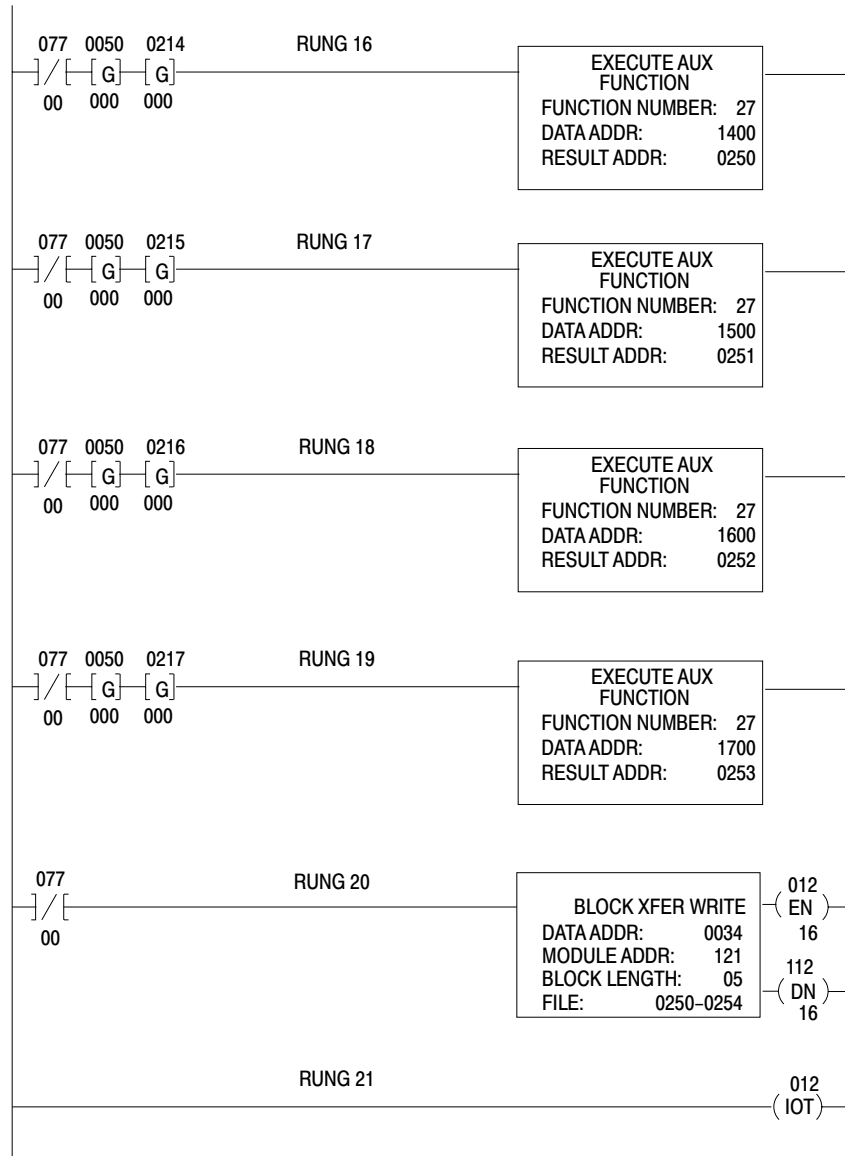 077 0050 0214 RUNG 16
] / [ [ G ] [ G ]
00 000 000
EXECUTE AUX
FUNCTION
FUNCTION NUMBER: 27
DATA ADDR: 1400
RESULT ADDR: 0250
077 0050 0215 RUNG 17
] / [ [ G ] [ G ]
00 000 000
EXECUTE AUX
FUNCTION
FUNCTION NUMBER: 27
DATA ADDR: 1500
RESULT ADDR: 0251
077 0050 0216 RUNG 18
] / [ [ G ] [ G ]
00 000 000
EXECUTE AUX
FUNCTION
FUNCTION NUMBER: 27
DATA ADDR: 1600
RESULT ADDR: 0252
077 0050 0217 RUNG 19
] / [ [ G ] [ G ]
00 000 000
EXECUTE AUX
FUNCTION
FUNCTION NUMBER: 27
DATA ADDR: 1700
RESULT ADDR: 0253
077 RUNG 20
] / [
00
BLOCK XFER WRITE
DATA ADDR: 0034
MODULE ADDR: 121
BLOCK LENGTH: 05
FILE: 0250–0254
012
( EN )
16
112
( DN )
16
RUNG 21
012
( IOT )